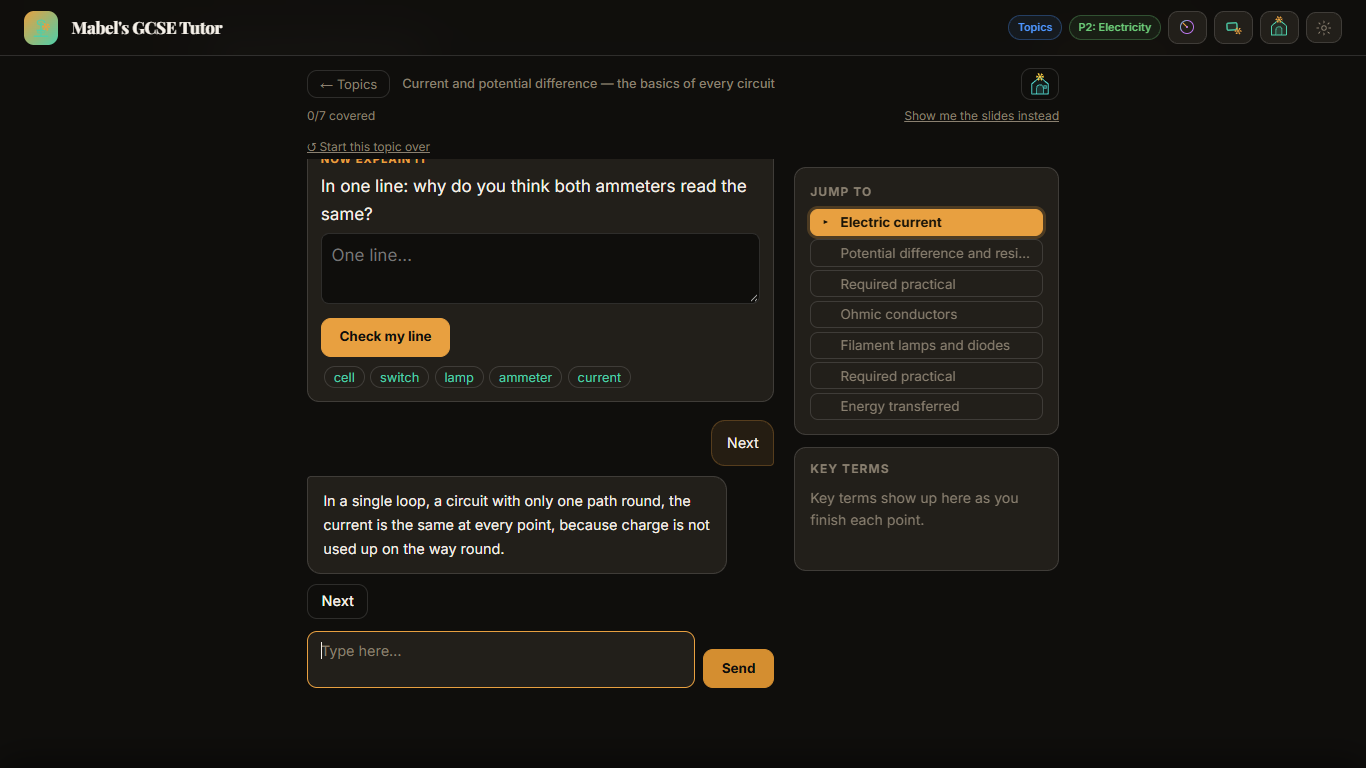 Mabel's GCSE Tutor
Topics
P2: Electricity
← Topics
Current and potential difference — the basics of every circuit
0/7 covered
Show me the slides instead
↺ Start this topic over
NOW EXPLAIN IT
In one line: why do you think both ammeters read the
same?
One line...
Check my line
cell
switch
lamp
ammeter
current
Next
In a single loop, a circuit with only one path round, the
current is the same at every point, because charge is not
used up on the way round.
Next
Type here...
Send
JUMP TO
▸ Electric current
Potential difference and resi...
Required practical
Ohmic conductors
Filament lamps and diodes
Required practical
Energy transferred
KEY TERMS
Key terms show up here as you
finish each point.